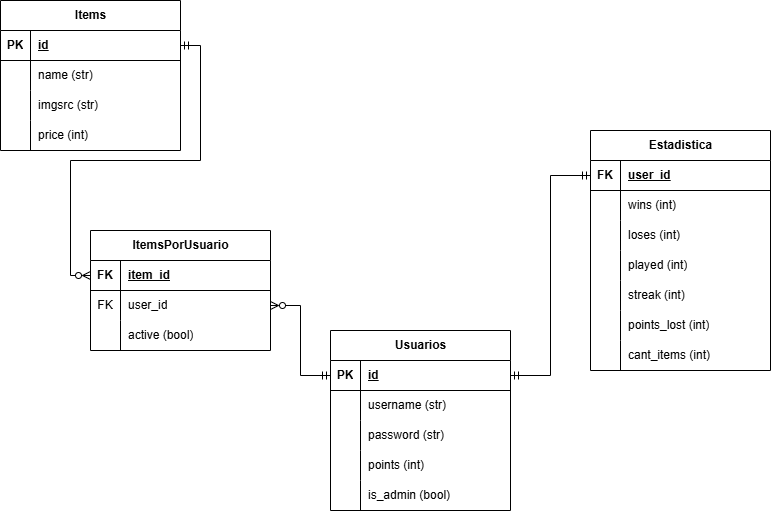 Items
PK id
name (str)
imgsrc (str)
price (int)
Estadistica
FK user_id
wins (int)
loses (int)
played (int)
streak (int)
points_lost (int)
cant_items (int)
ItemsPorUsuario
FK item_id
FK user_id
active (bool)
Usuarios
PK id
username (str)
password (str)
points (int)
is_admin (bool)